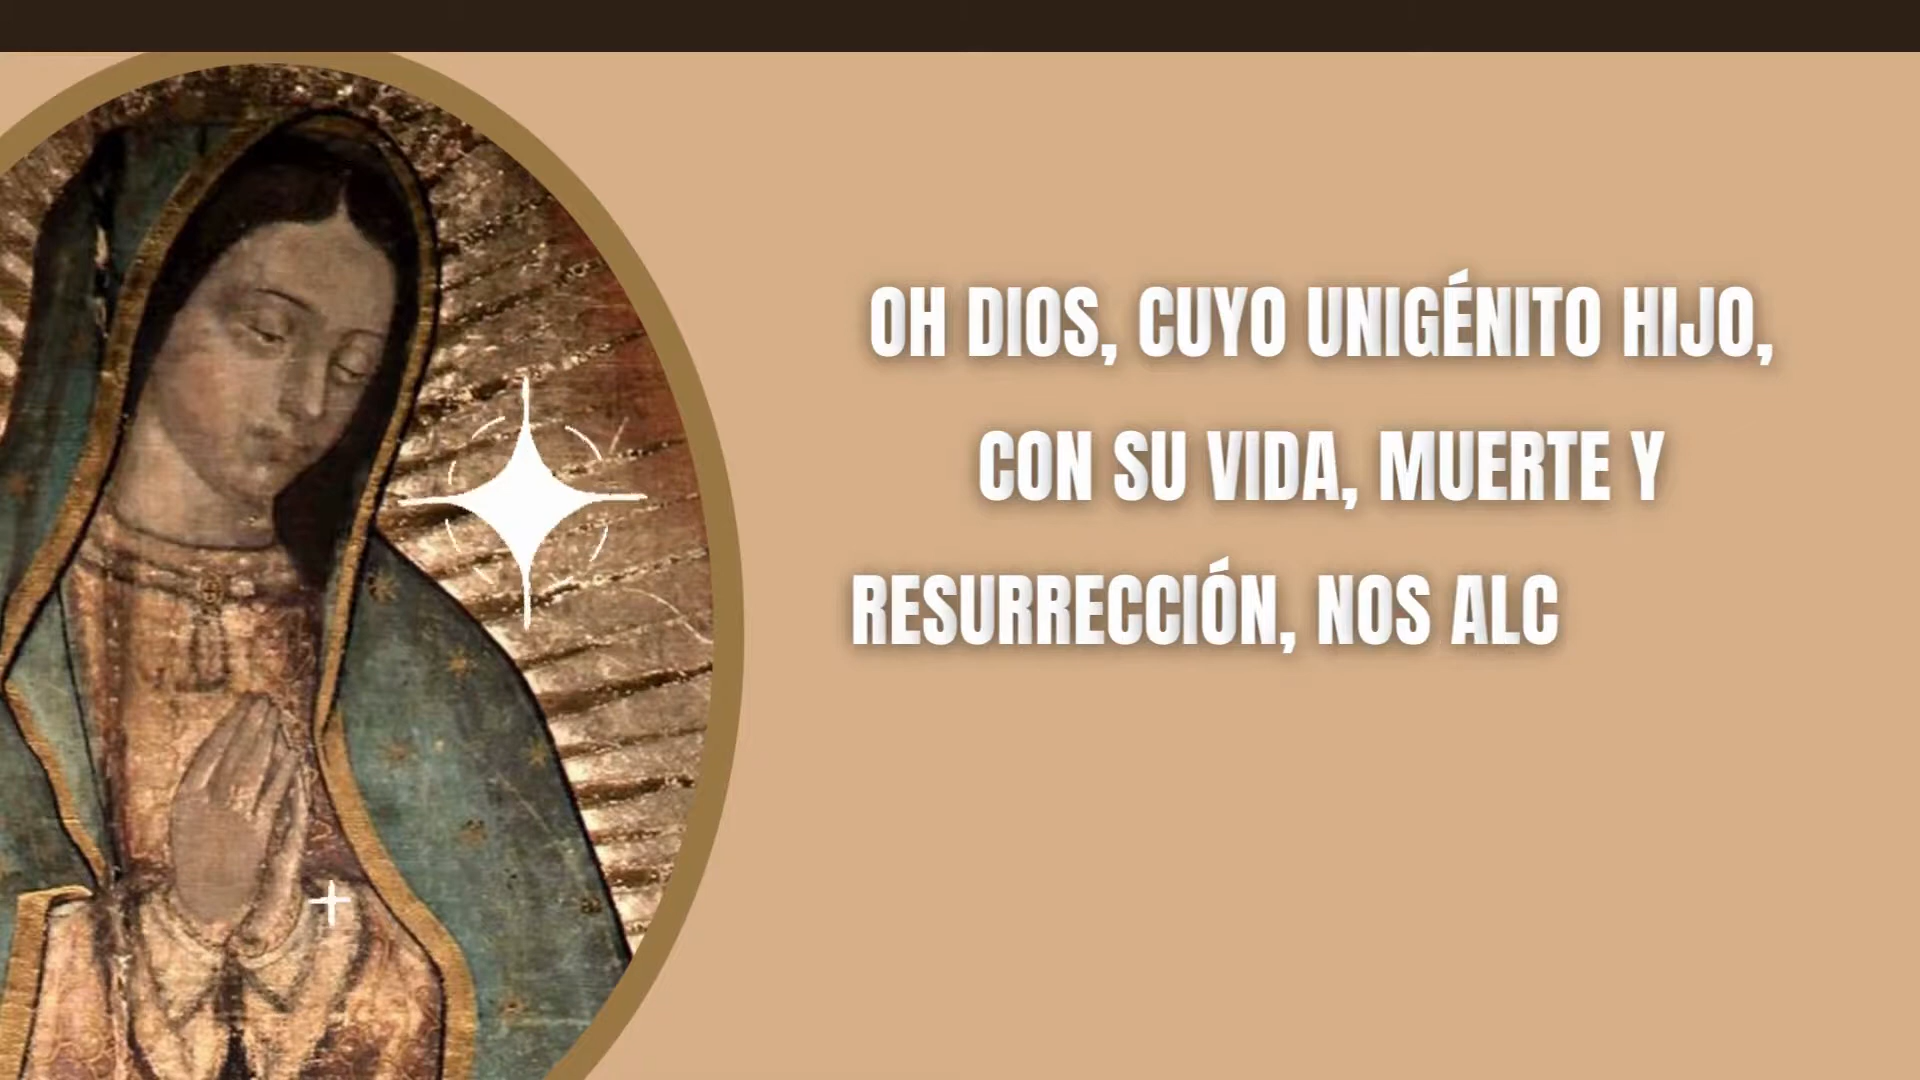 OH DIOS, CUYO UNIGÉNITO HIJO,
CON SU VIDA, MUERTE Y
RESURRECCIÓN, NOS ALC